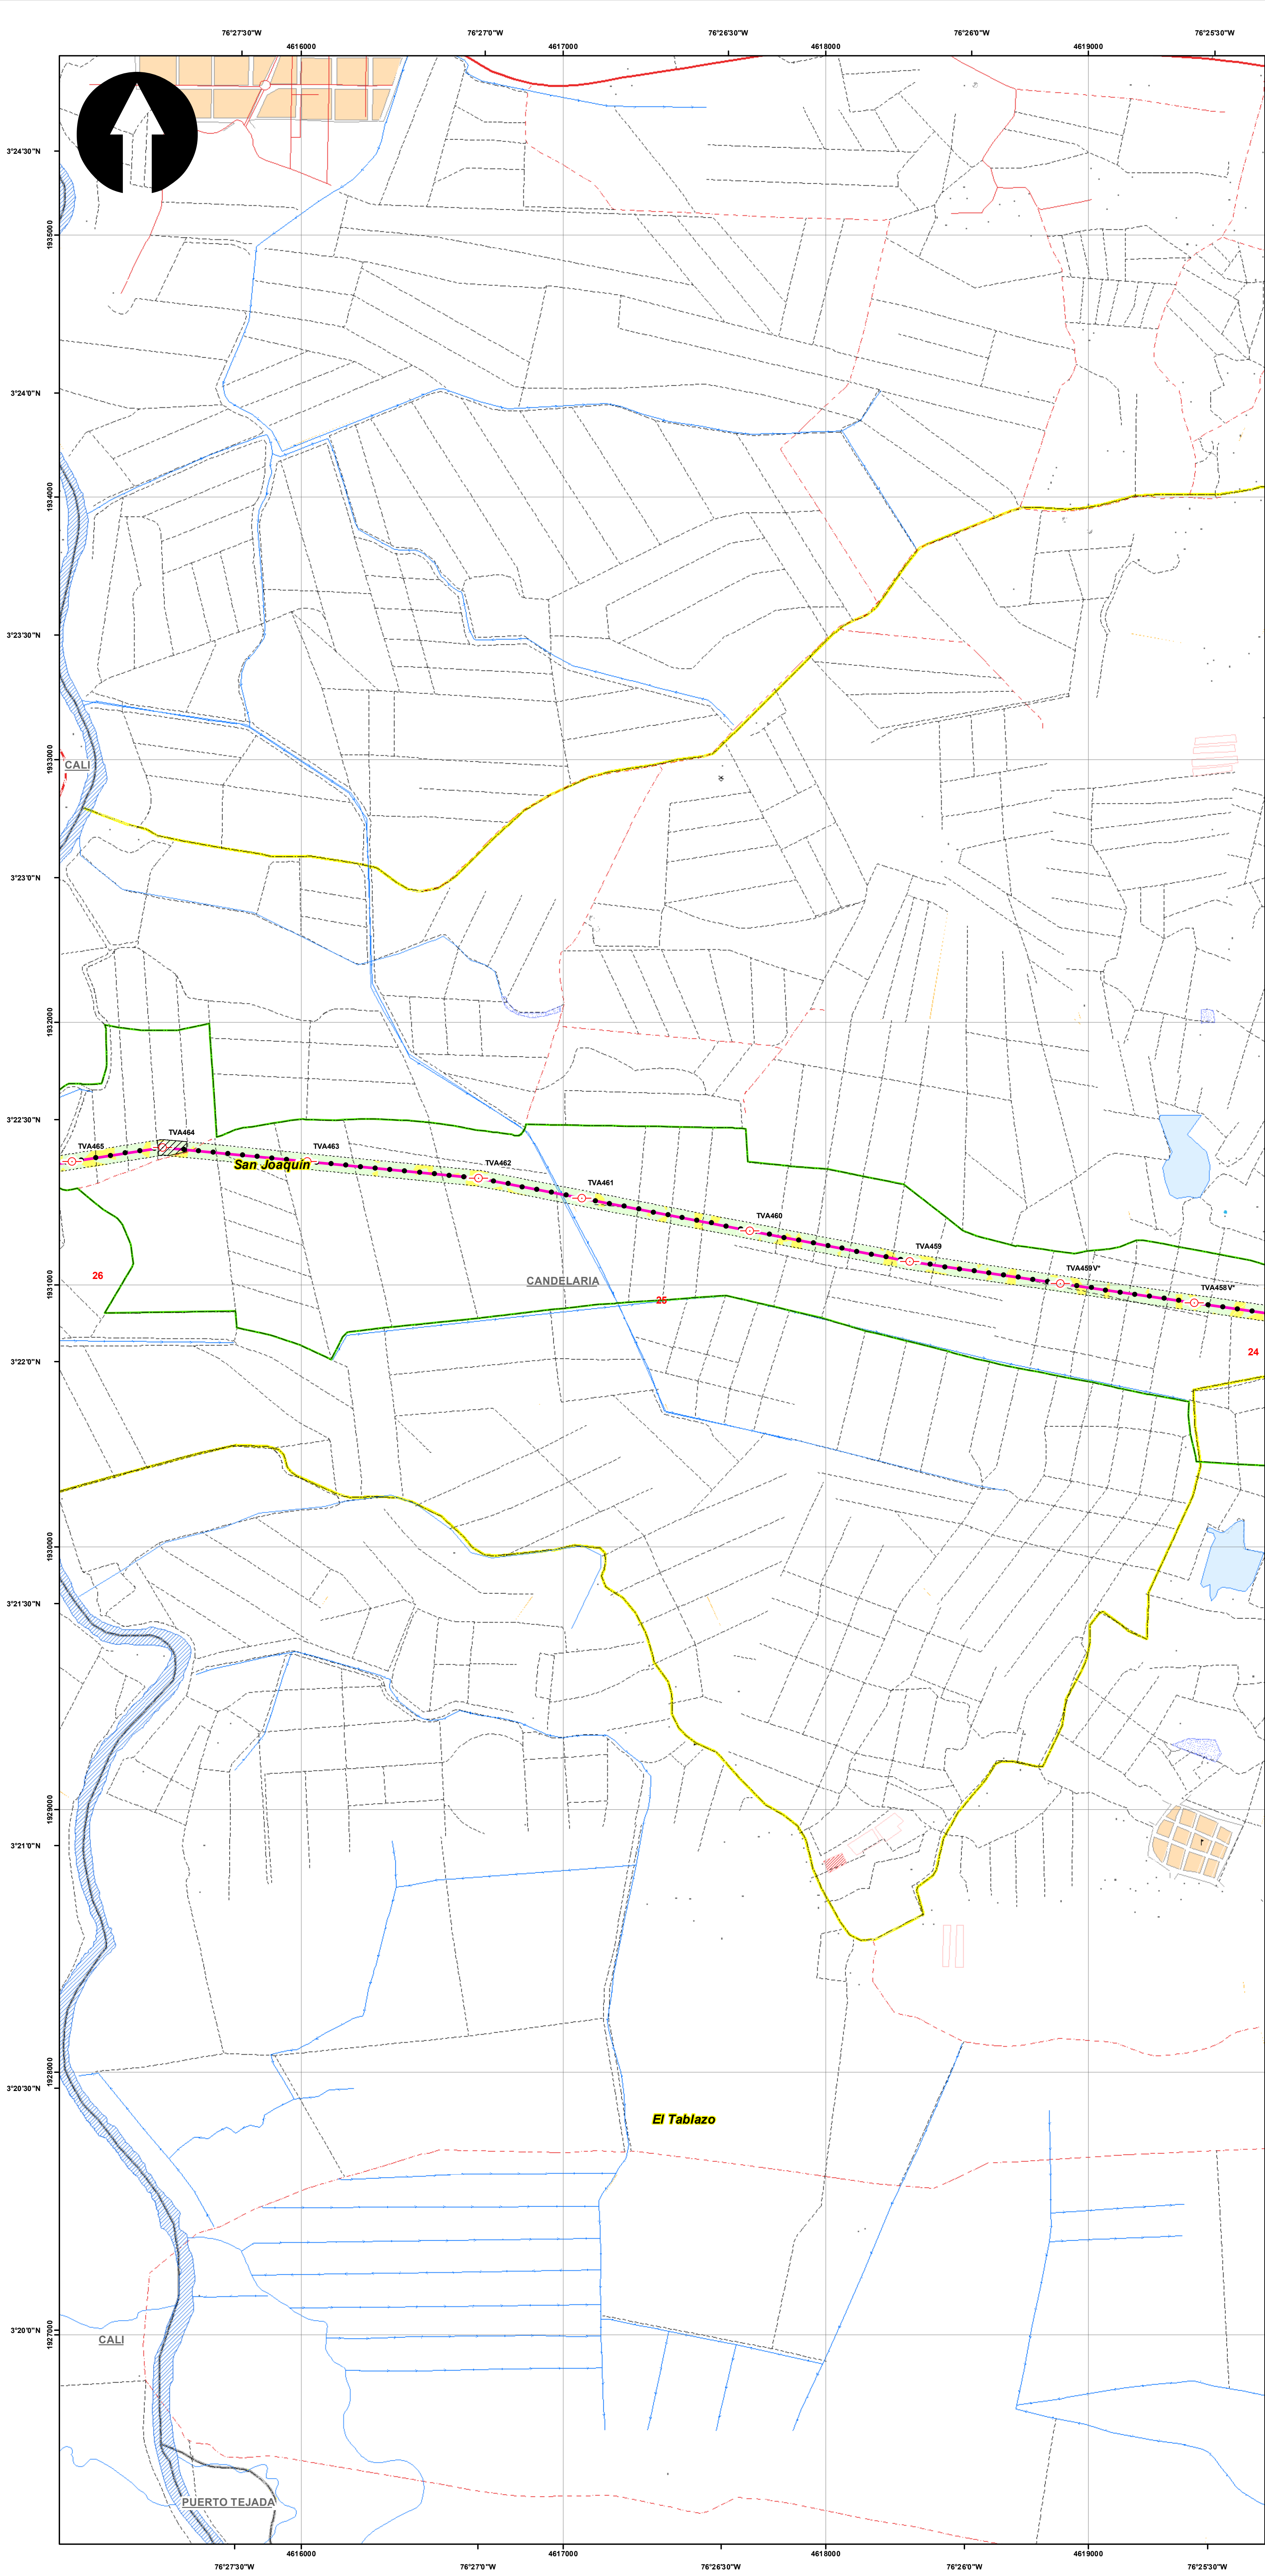 76°27'30"W 76°27'0"W 76°26'30"W 76°26'0"W 76°25'30"W
4616000 4617000 4618000 4619000
3°24'30"N
1935000
3°24'0"N
1934000
3°23'30"N
1933000
CALI
3°23'0"N
1932000
3°22'30"N
TVA465 TVA464 TVA463 TVA462 TVA461 TVA460 TVA459 TVA459V* TVA458V*
San Joaquín
26 CANDELARIA 25 24
1931000
3°22'0"N
1930000
3°21'30"N
1929000
3°21'0"N
1928000
3°20'30"N
El Tablazo
3°20'0"N
1927000
CALI
PUERTO TEJADA
4616000 4617000 4618000 4619000
76°27'30"W 76°27'0"W 76°26'30"W 76°26'0"W 76°25'30"W